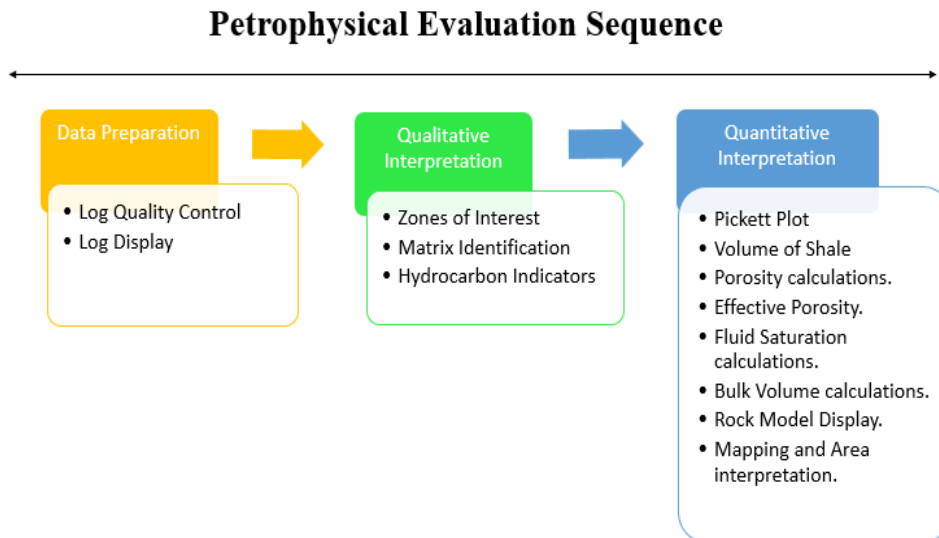 Petrophysical Evaluation Sequence
Data Preparation
• Log Quality Control
• Log Display
Qualitative
Interpretation
• Zones of Interest
• Matrix Identification
• Hydrocarbon Indicators
Quantitative
Interpretation
• Pickett Plot
• Volume of Shale
• Porosity calculations.
• Effective Porosity.
• Fluid Saturation
calculations.
• Bulk Volume calculations.
• Rock Model Display.
• Mapping and Area
interpretation.